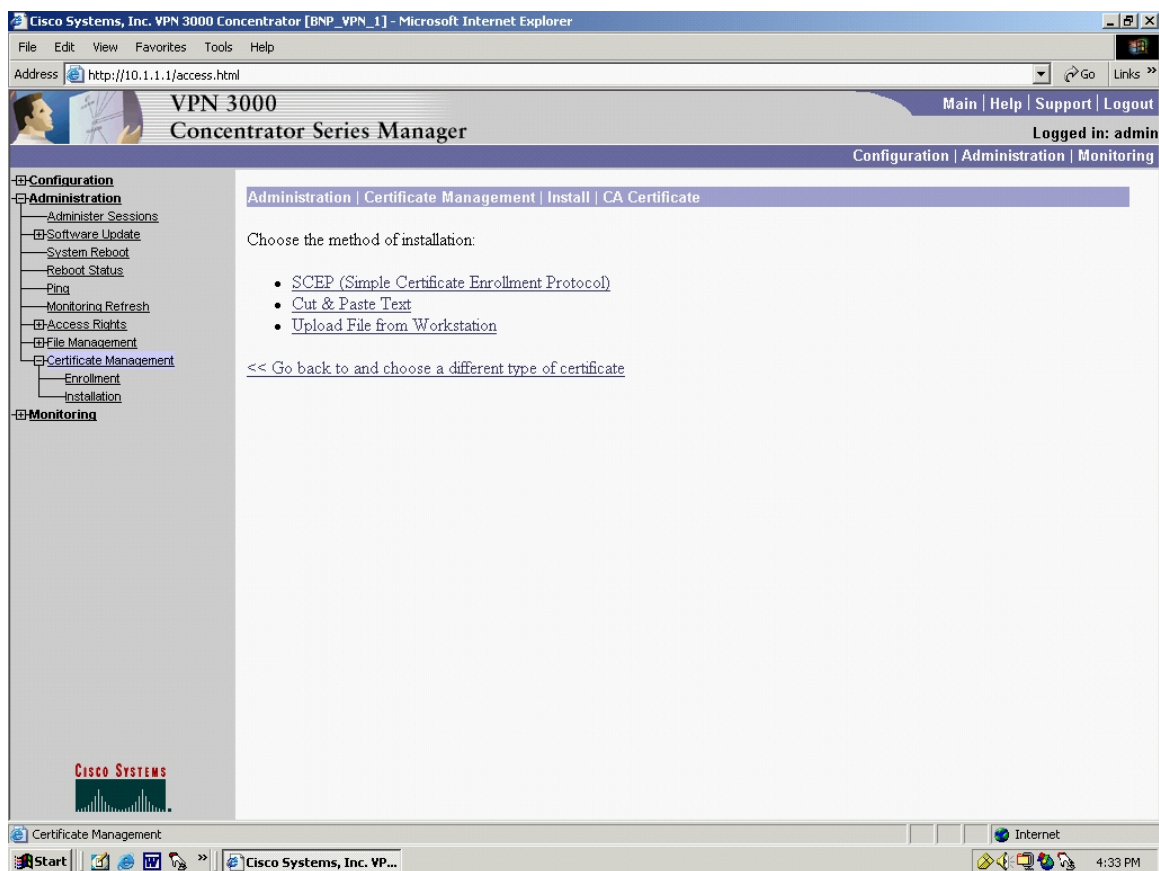 Cisco Systems, Inc. VPN 3000 Concentrator [BNP_VPN_1] - Microsoft Internet Explorer
File Edit View Favorites Tools Help
Address http://10.1.1.1/access.html Go Links »
VPN 3000
Concentrator Series Manager
Main | Help | Support | Logout
Logged in: admin
Configuration | Administration | Monitoring
Configuration
Administration
Administer Sessions
Software Update
System Reboot
Reboot Status
Ping
Monitoring Refresh
Access Rights
File Management
Certificate Management
Enrollment
Installation
Monitoring
Administration | Certificate Management | Install | CA Certificate
Choose the method of installation:
• SCEP (Simple Certificate Enrollment Protocol)
• Cut & Paste Text
• Upload File from Workstation
<< Go back to and choose a different type of certificate
CISCO SYSTEMS
Certificate Management
Internet
Start » Cisco Systems, Inc. VP... 4:33 PM